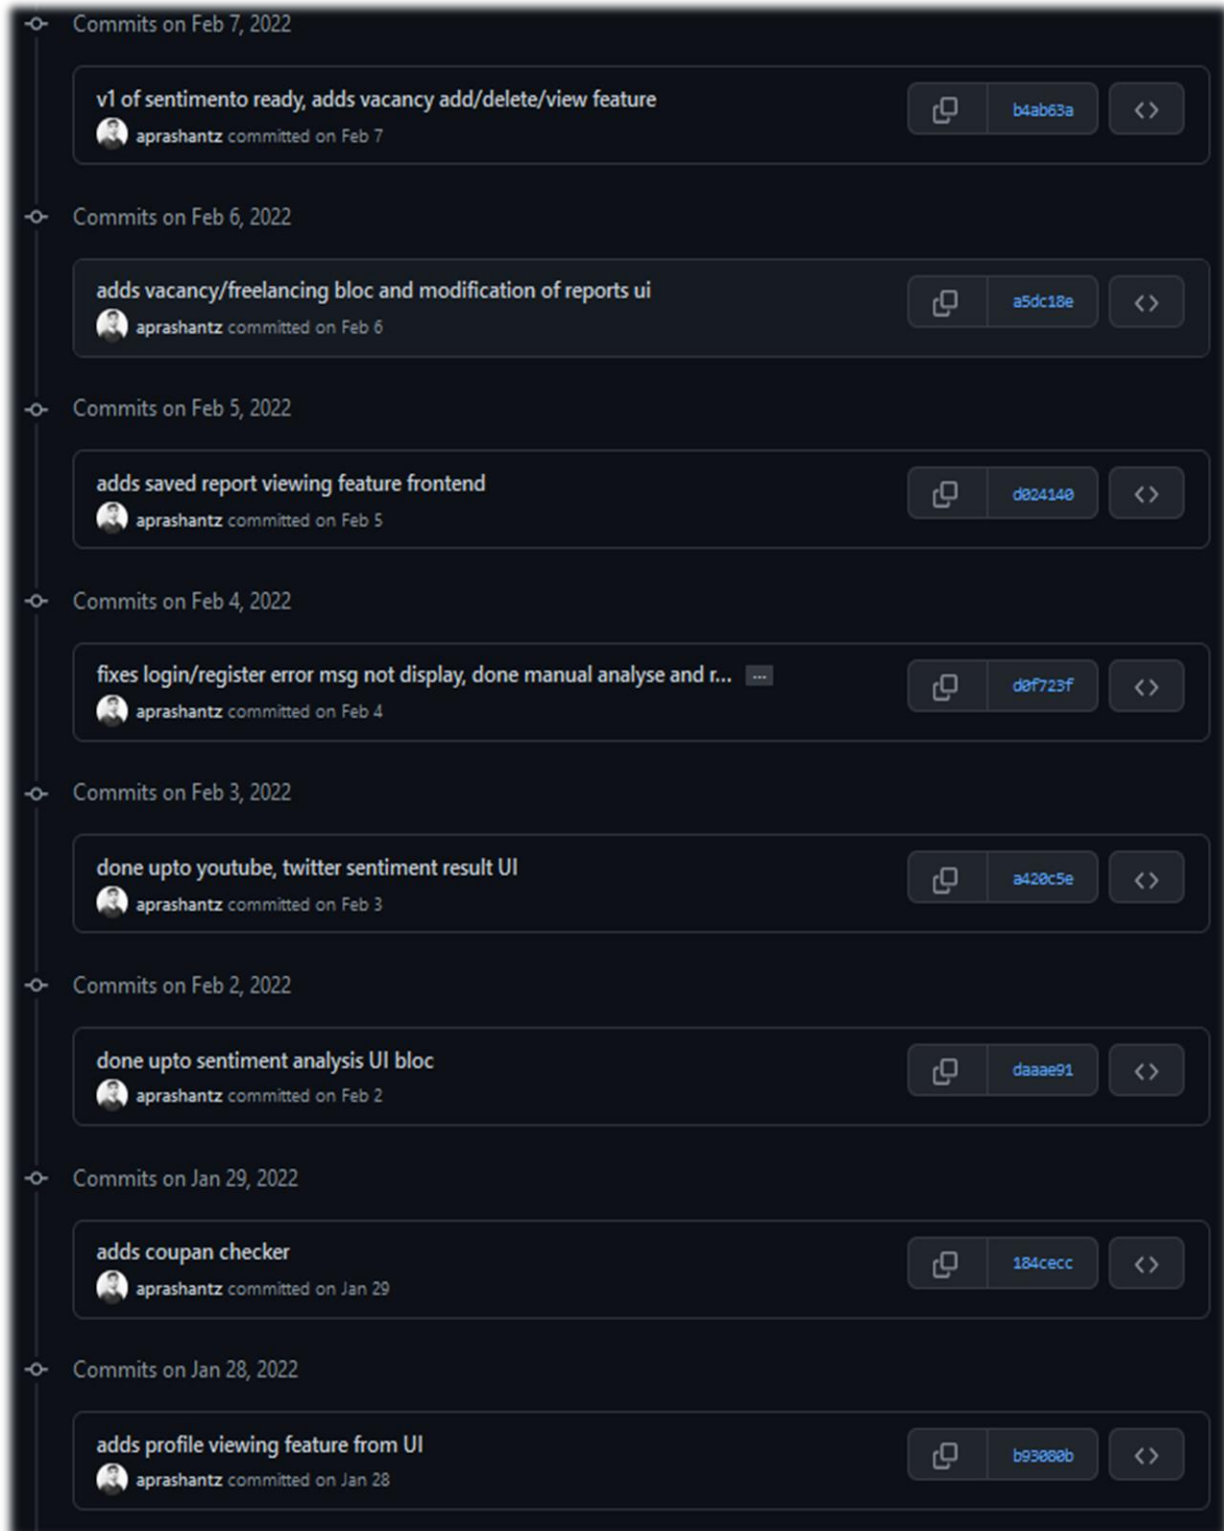 Commits on Feb 7, 2022
v1 of sentimento ready, adds vacancy add/delete/view feature
b4ab63a
aprashantz committed on Feb 7
Commits on Feb 6, 2022
adds vacancy/freelancing bloc and modification of reports ui
a5dc18e
aprashantz committed on Feb 6
Commits on Feb 5, 2022
adds saved report viewing feature frontend
d024140
aprashantz committed on Feb 5
Commits on Feb 4, 2022
fixes login/register error msg not display, done manual analyse and r... ...
d0f723f
aprashantz committed on Feb 4
Commits on Feb 3, 2022
done upto youtube, twitter sentiment result UI
a420c5e
aprashantz committed on Feb 3
Commits on Feb 2, 2022
done upto sentiment analysis UI bloc
daaae91
aprashantz committed on Feb 2
Commits on Jan 29, 2022
adds coupan checker
184cecc
aprashantz committed on Jan 29
Commits on Jan 28, 2022
adds profile viewing feature from UI
b93080b
aprashantz committed on Jan 28